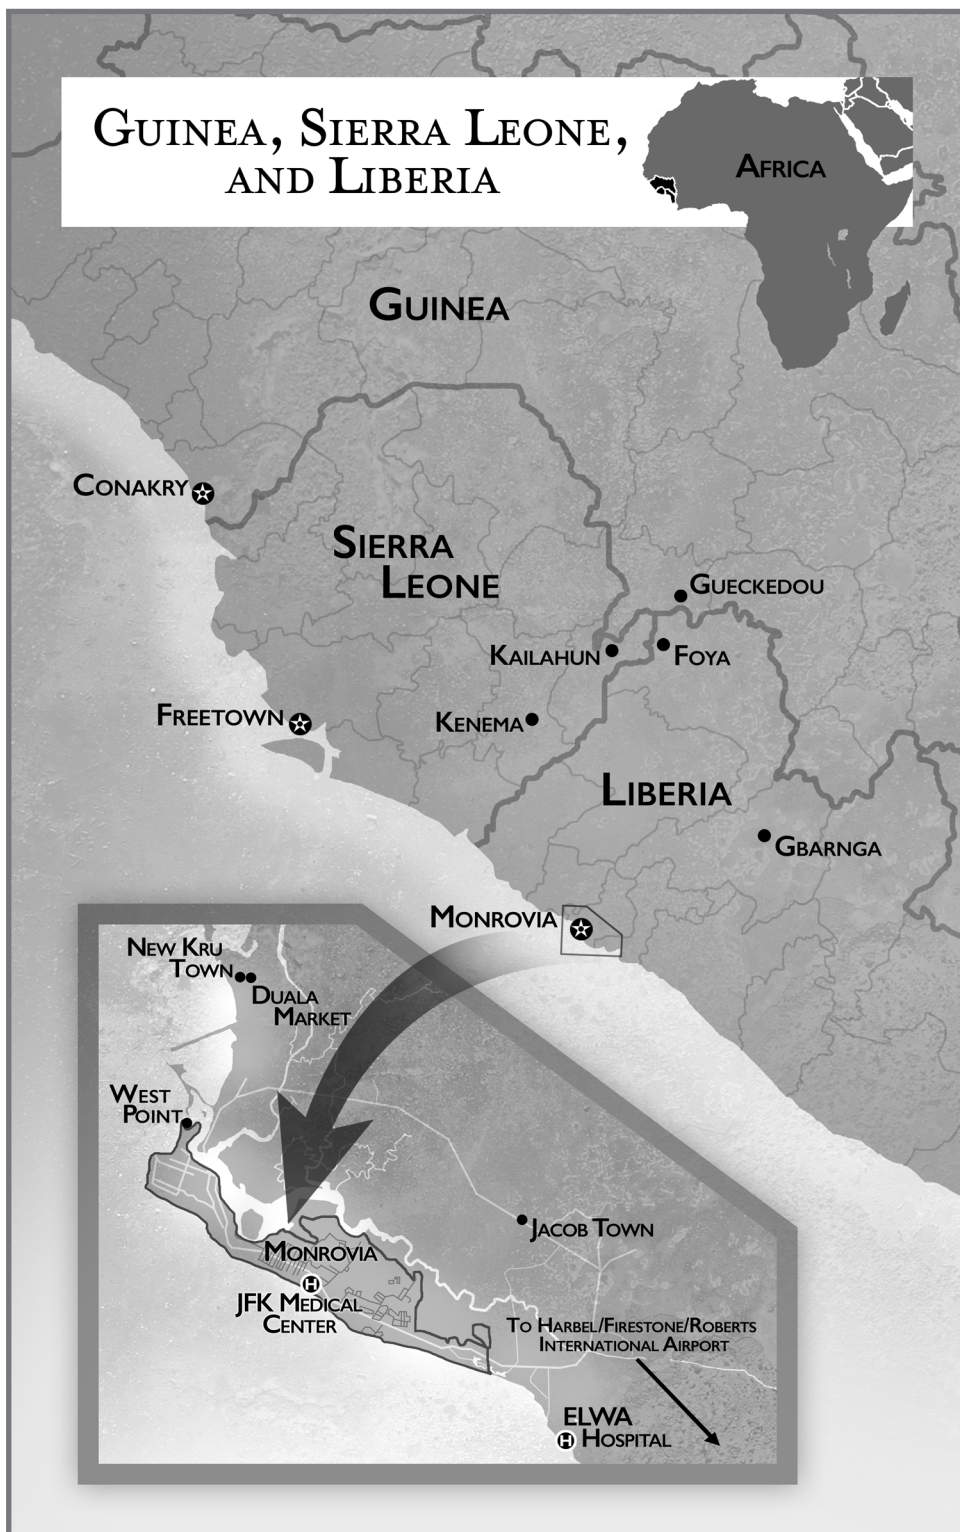 GUINEA, SIERRA LEONE,
AND LIBERIA
AFRICA
GUINEA
CONAKRY
SIERRA
LEONE
GUECKEDOU
KAILAHUN
FOYA
FREETOWN
KENEMA
LIBERIA
GBARNGA
MONROVIA
NEW KRU
TOWN
DUALA
MARKET
WEST
POINT
JACOB TOWN
MONROVIA
H
JFK MEDICAL
CENTER
TO HARBEL/FIRESTONE/ROBERTS
INTERNATIONAL AIRPORT
ELWA
H HOSPITAL